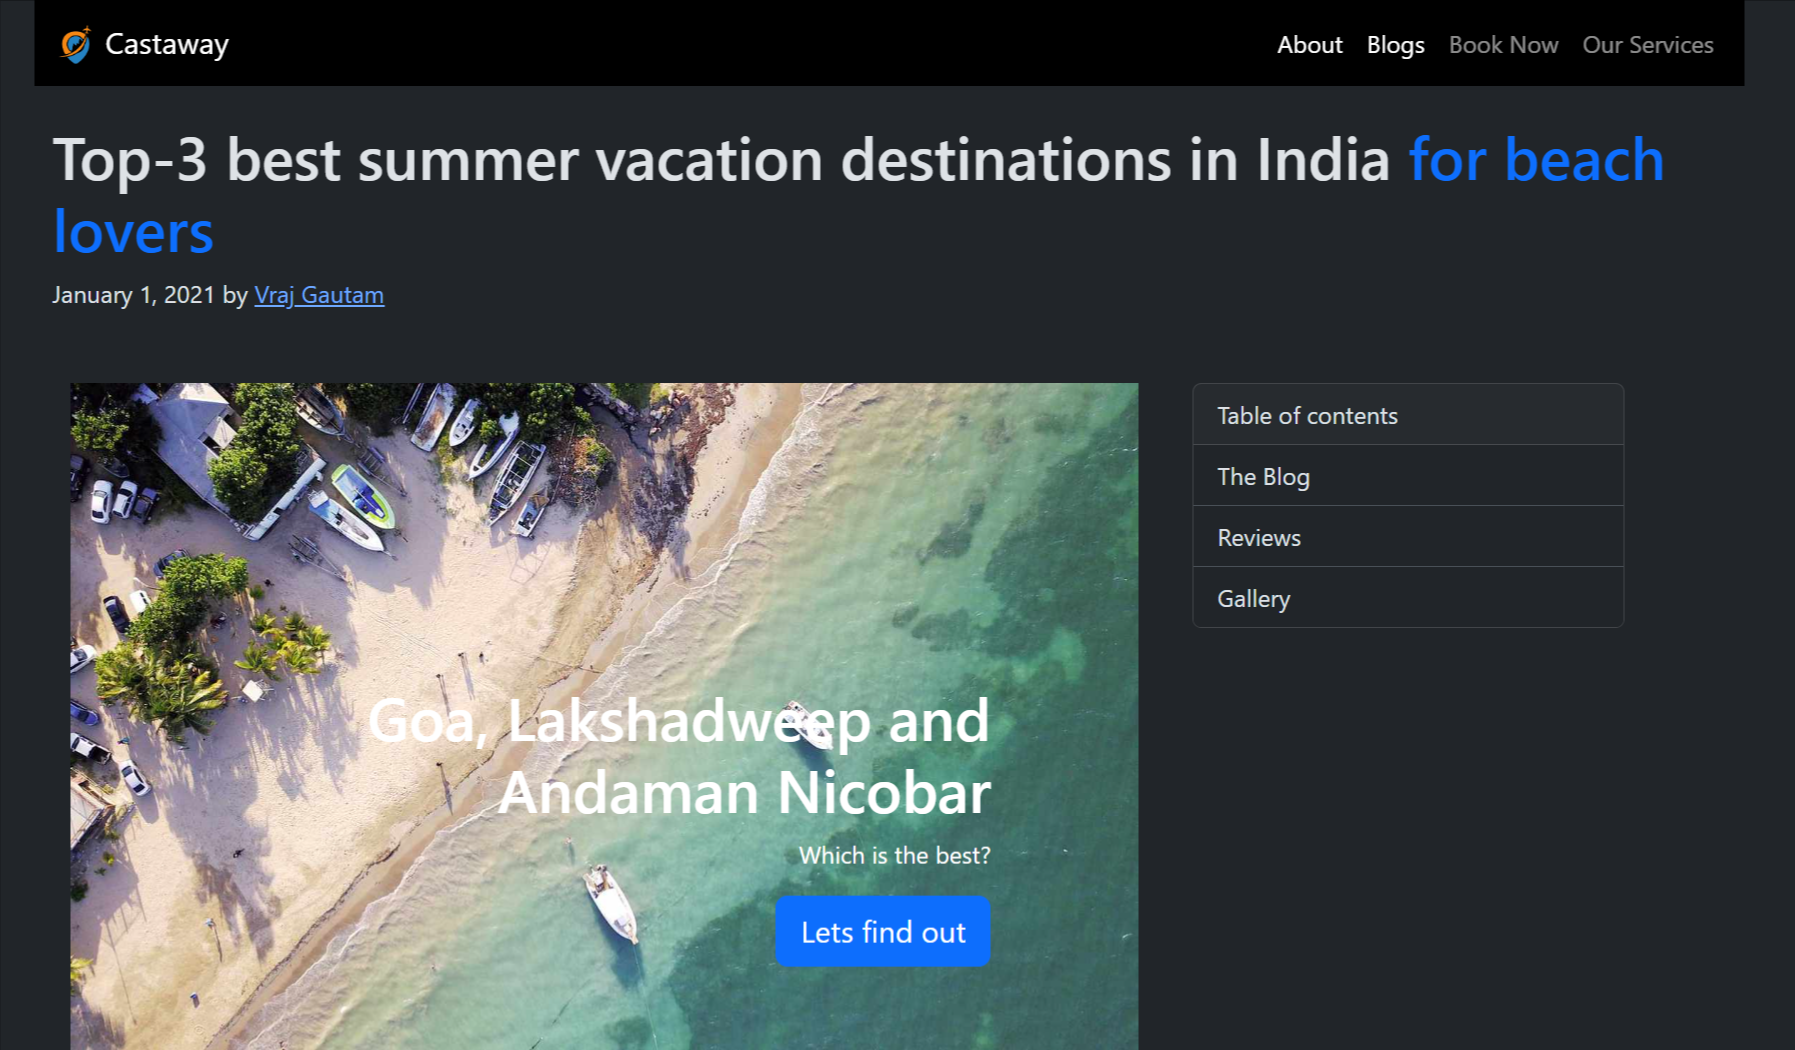 Castaway
About Blogs Book Now Our Services
Top-3 best summer vacation destinations in India for beach
lovers
January 1, 2021 by Vraj Gautam
Table of contents
The Blog
Reviews
Gallery
Goa, Lakshadweep and
Andaman Nicobar
Which is the best?
Lets find out